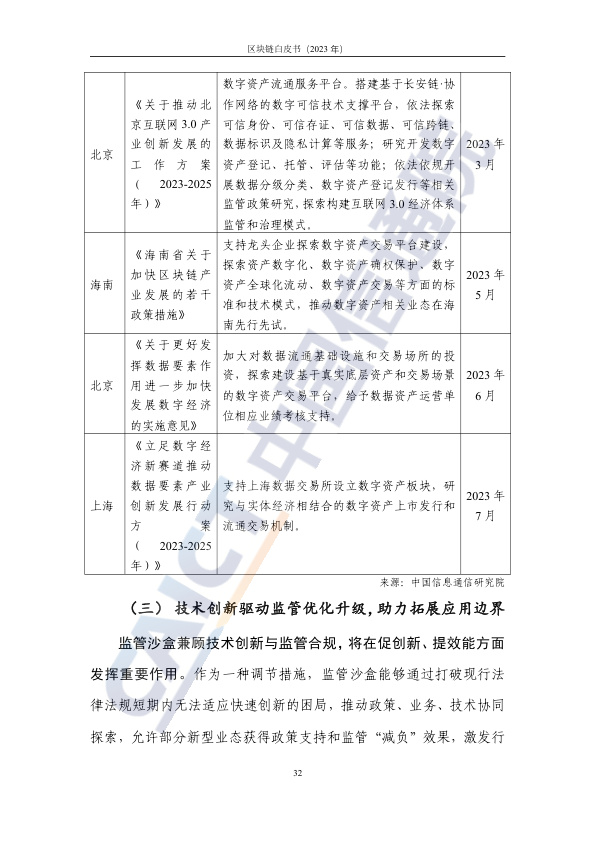 区块链白皮书（2023 年）
北京
《关于推动北
京互联网 3.0 产
业创新发展的
工作方案
（ 2023-2025
年）》
数字资产流通服务平台。搭建基于长安链·协
作网络的数字可信技术支撑平台，依法探索
可信身份、可信存证、可信数据、可信跨链、
数据标识及隐私计算等服务；研究开发数字
资产登记、托管、评估等功能；依法依规开
展数据分级分类、数字资产登记发行等相关
监管政策研究，探索构建互联网 3.0 经济体系
监管和治理模式。
2023 年
3 月
海南
《海南省关于
加快区块链产
业发展的若干
政策措施》
支持龙头企业探索数字资产交易平台建设，
探索资产数字化、数字资产确权保护、数字
资产全球化流动、数字资产交易等方面的标
准和技术模式，推动数字资产相关业态在海
南先行先试。
2023 年
5 月
北京
《关于更好发
挥数据要素作
用进一步加快
发展数字经济
的实施意见》
加大对数据流通基础设施和交易场所的投
资，探索建设基于真实底层资产和交易场景
的数字资产交易平台，给予数据资产运营单
位相应业绩考核支持。
2023 年
6 月
上海
《立足数字经
济新赛道推动
数据要素产业
创新发展行动
方案
（ 2023-2025
年）》
支持上海数据交易所设立数字资产板块，研
究与实体经济相结合的数字资产上市发行和
流通交易机制。
2023 年
7 月
来源：中国信息通信研究院
（三） 技术创新驱动监管优化升级，助力拓展应用边界
监管沙盒兼顾技术创新与监管合规，将在促创新、提效能方面
发挥重要作用。作为一种调节措施，监管沙盒能够通过打破现行法
律法规短期内无法适应快速创新的困局，推动政策、业务、技术协同
探索，允许部分新型业态获得政策支持和监管“减负”效果，激发行
32
CAICT 中国信通院